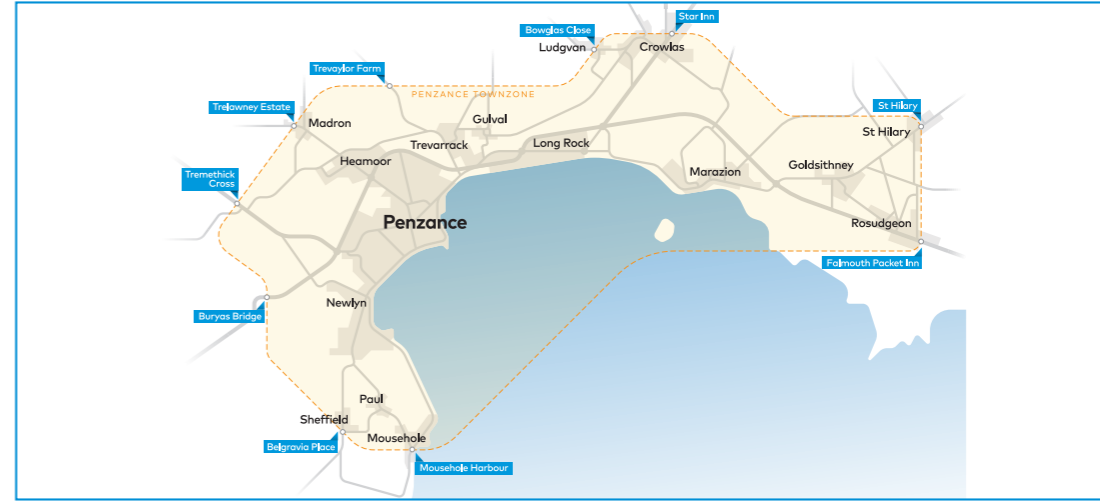 Star Inn
Bowglas Close
Ludgvan
Crowlas
Trevaylor Farm
PENZANCE TOWNZONE
Trelawney Estate
St Hilary
Madron
Gulval
St Hilary
Trevarrack
Long Rock
Heamoor
Goldsithney
Marazion
Tremethick
Cross
Penzance
Rosudgeon
Falmouth Packet Inn
Newlyn
Buryas Bridge
Paul
Sheffield
Mousehole
Belgravia Place
Mousehole Harbour